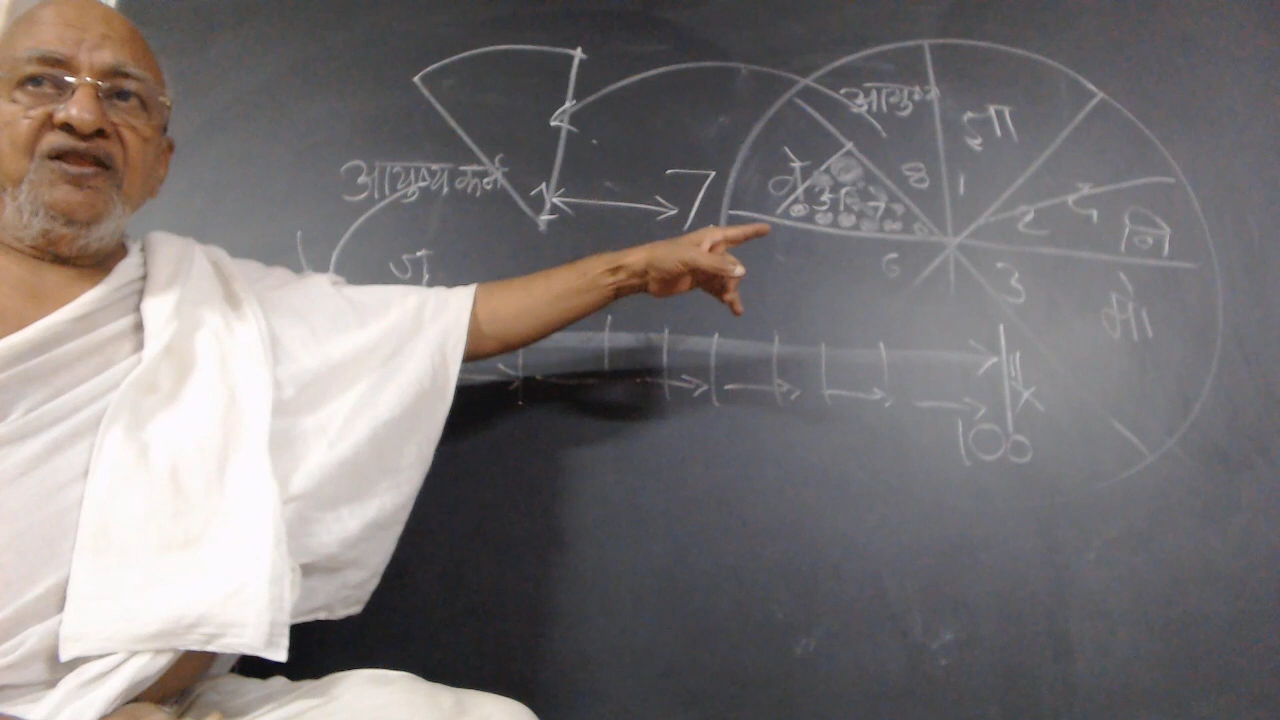 आयुष्य
ज्ञा
8
1
आयुष्य कर्म
1
7
वे
2 द
नि
6
3
मो
100